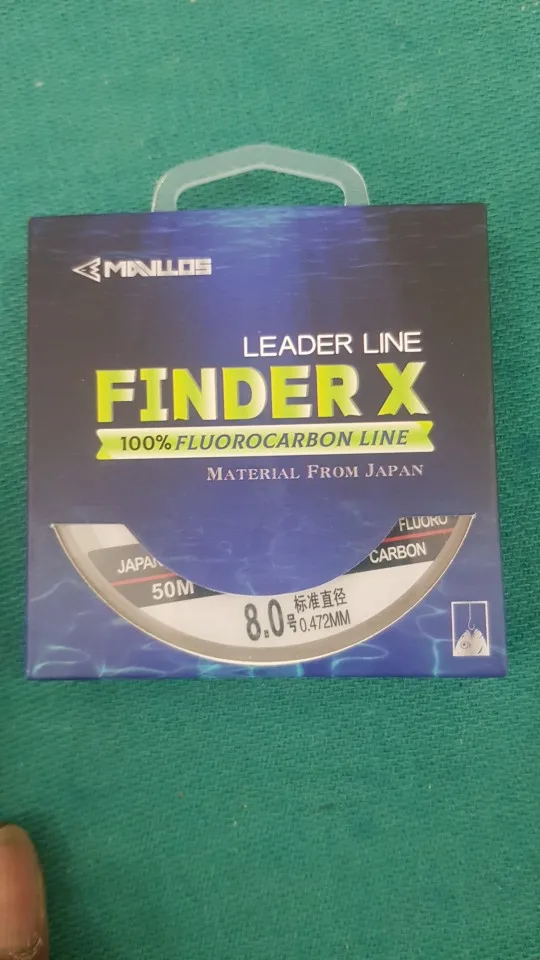 MAVLLOS
LEADER LINE
FINDER X
100% FLUOROCARBON LINE
MATERIAL FROM JAPAN
JAPAN
50M
8.0号
标准直径
0.472MM
FLUORO
CARBON